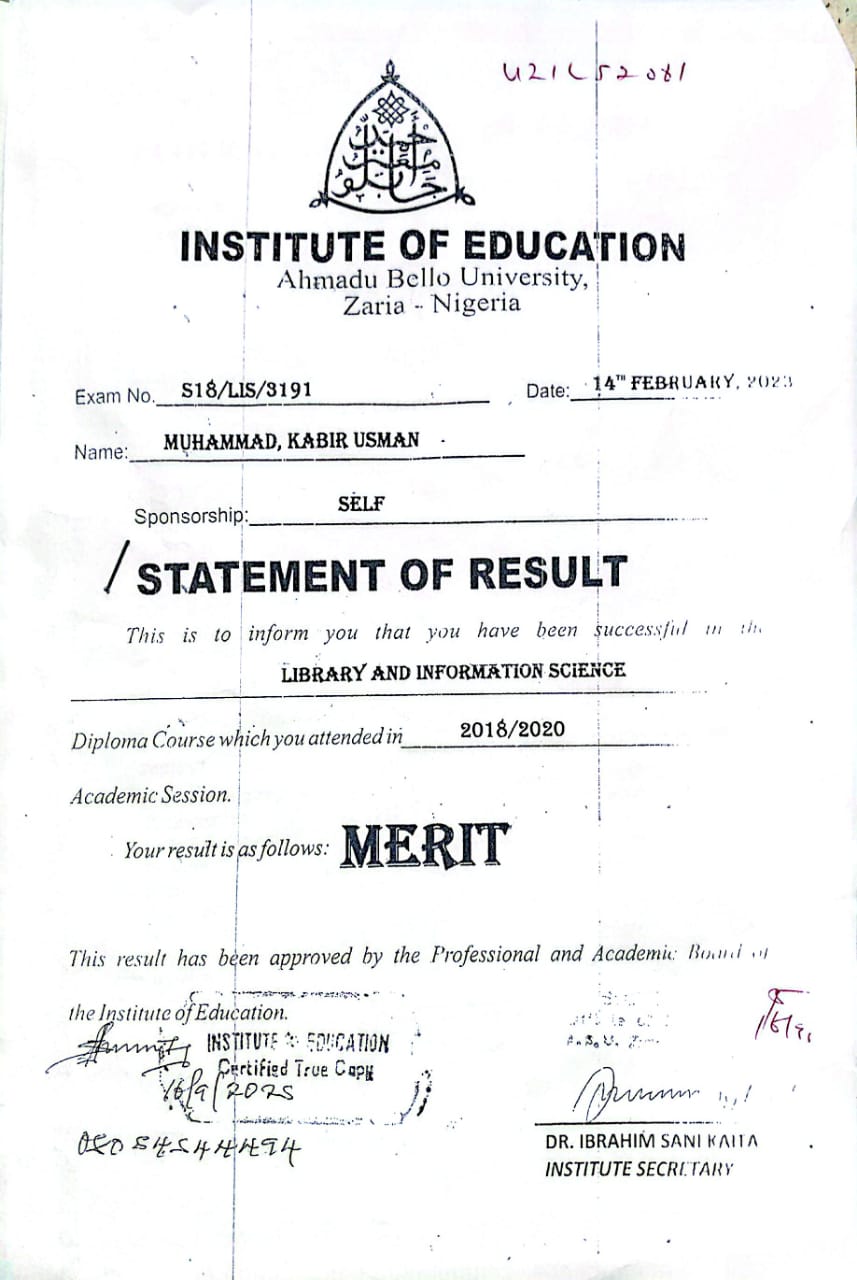 U21LS2081
INSTITUTE OF EDUCATION
Ahmadu Bello University,
Zaria - Nigeria
Exam No. S18/LIS/3191 Date: 14TH FEBRUARY, 2023
Name: MUHAMMAD, KABIR USMAN
Sponsorship: SELF
STATEMENT OF RESULT
This is to inform you that you have been successful in the
LIBRARY AND INFORMATION SCIENCE
Diploma Course which you attended in 2018/2020
Academic Session.
Your result is as follows: MERIT
This result has been approved by the Professional and Academic Board of
the Institute of Education.
INSTITUTE OF EDUCATION
Certified True Copy
16/9/2025
DR. IBRAHIM SANI KAITA
INSTITUTE SECRETARY